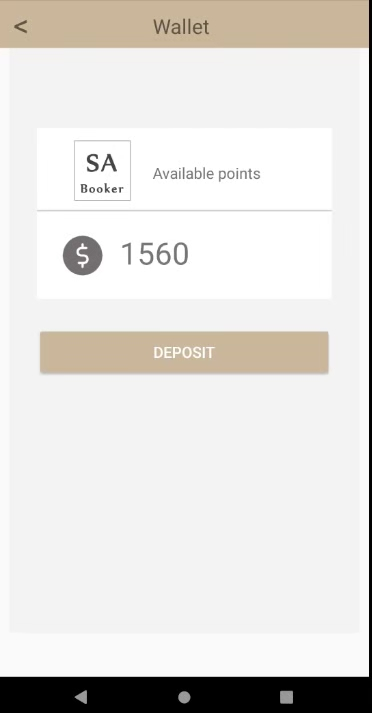 < Wallet
SA
Booker
Available points
$ 1560
DEPOSIT